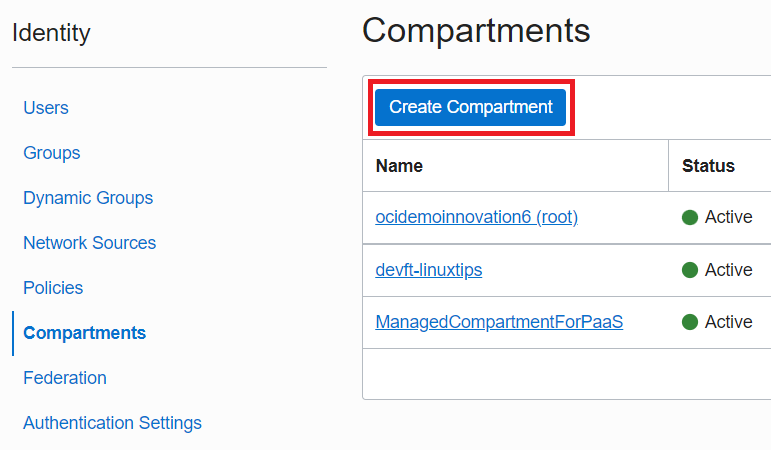 Identity
Users
Groups
Dynamic Groups
Network Sources
Policies
Compartments
Federation
Authentication Settings
Compartments
Create Compartment
Name Status
ocidemoinnovation6 (root) Active
devft-linuxtips Active
ManagedCompartmentForPaaS Active